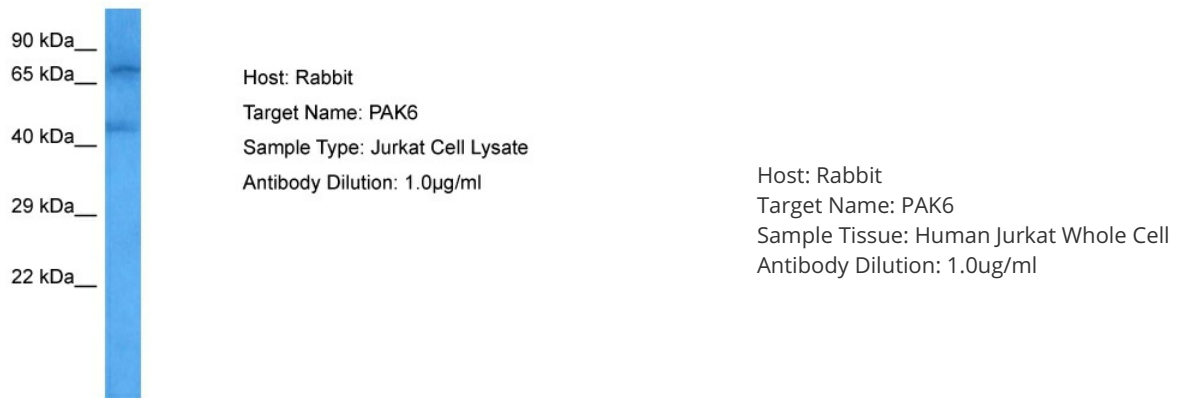 90 kDa__
65 kDa__
40 kDa__
29 kDa__
22 kDa__
Host: Rabbit
Target Name: PAK6
Sample Type: Jurkat Cell Lysate
Antibody Dilution: 1.0μg/ml
Host: Rabbit
Target Name: PAK6
Sample Tissue: Human Jurkat Whole Cell
Antibody Dilution: 1.0ug/ml